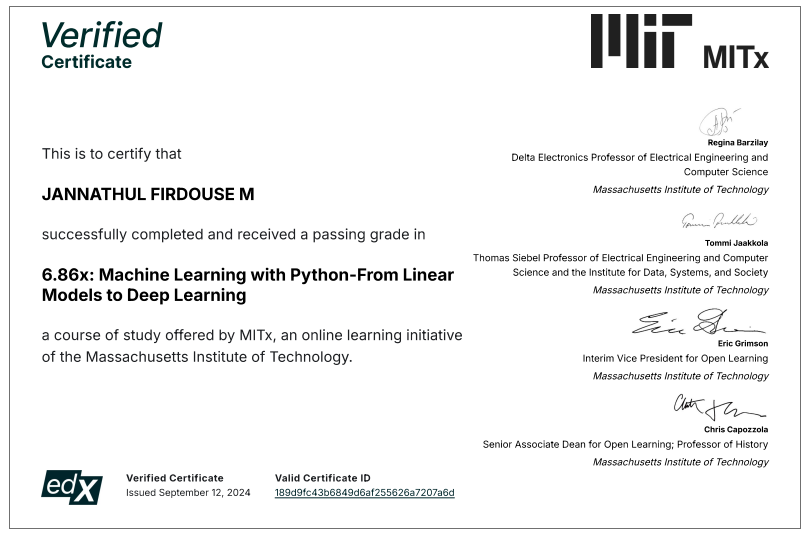 Verified
Certificate
MIT MITx
This is to certify that
JANNATHUL FIRDOUSE M
successfully completed and received a passing grade in
6.86x: Machine Learning with Python-From Linear
Models to Deep Learning
a course of study offered by MITx, an online learning initiative
of the Massachusetts Institute of Technology.
Regina Barzilay
Delta Electronics Professor of Electrical Engineering and
Computer Science
Massachusetts Institute of Technology
Tommi Jaakkola
Thomas Siebel Professor of Electrical Engineering and Computer
Science and the Institute for Data, Systems, and Society
Massachusetts Institute of Technology
Eric Grimson
Eric Grimson
Interim Vice President for Open Learning
Massachusetts Institute of Technology
Chris Capozzola
Senior Associate Dean for Open Learning; Professor of History
Massachusetts Institute of Technology
edX
Verified Certificate
Issued September 12, 2024
Valid Certificate ID
189d9fc43b6849d6af255626a7207a6d